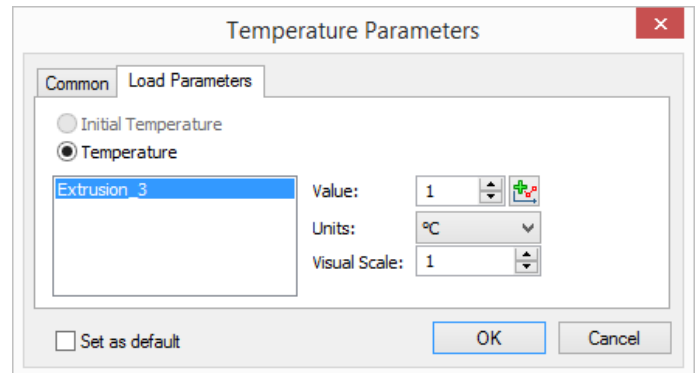 Temperature Parameters
Common Load Parameters
Initial Temperature
Temperature
Extrusion_3
Value: 1
Units: ºC
Visual Scale: 1
Set as default
OK Cancel